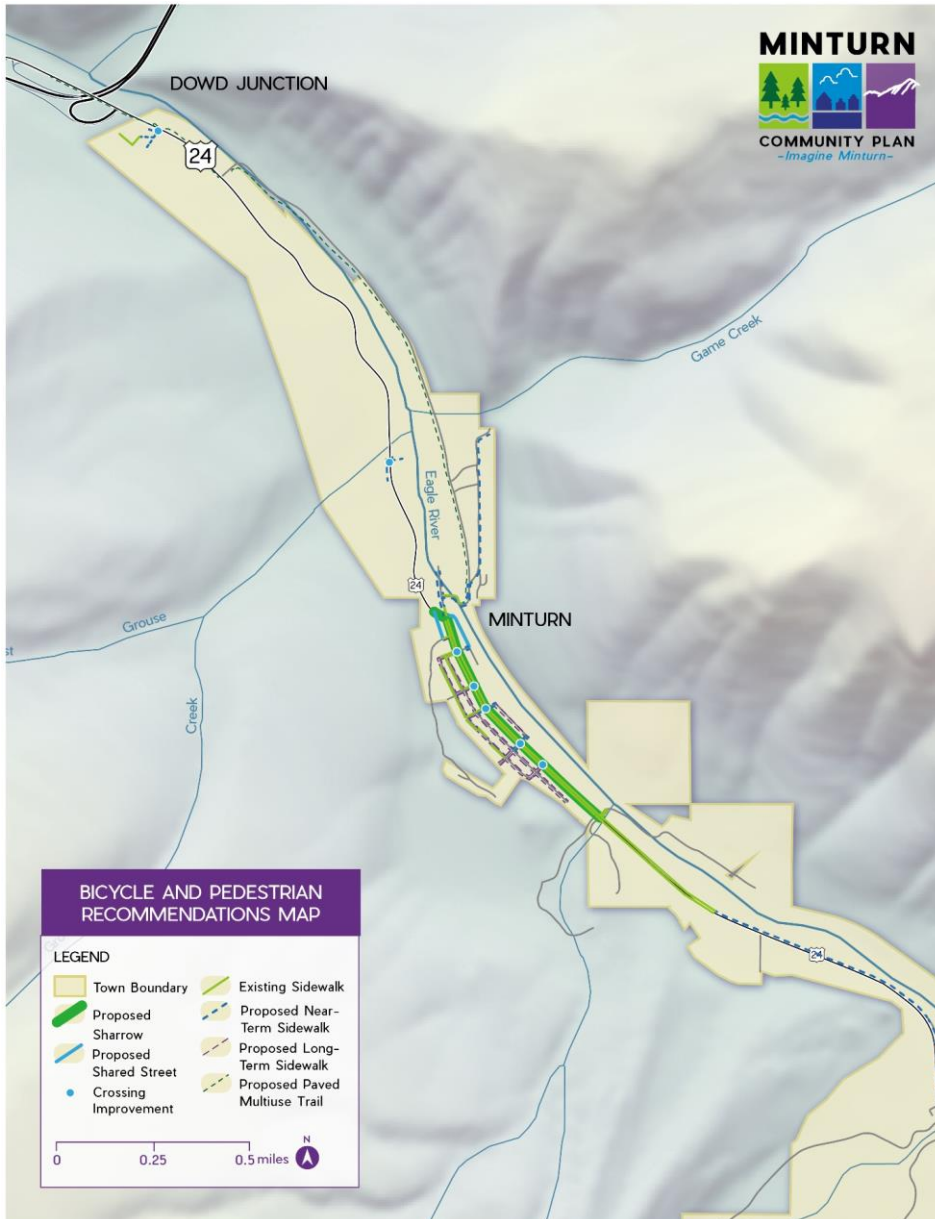 MINTURN
COMMUNITY PLAN
-Imagine Minturn-
DOWD JUNCTION
24
Game Creek
Eagle River
24
MINTURN
Grouse
st
Creek
24
BICYCLE AND PEDESTRIAN
RECOMMENDATIONS MAP
LEGEND
Town Boundary
Proposed
Sharrow
Proposed
Shared Street
Crossing
Improvement
Existing Sidewalk
Proposed Near-
Term Sidewalk
Proposed Long-
Term Sidewalk
Proposed Paved
Multiuse Trail
0 0.25 0.5 miles
N